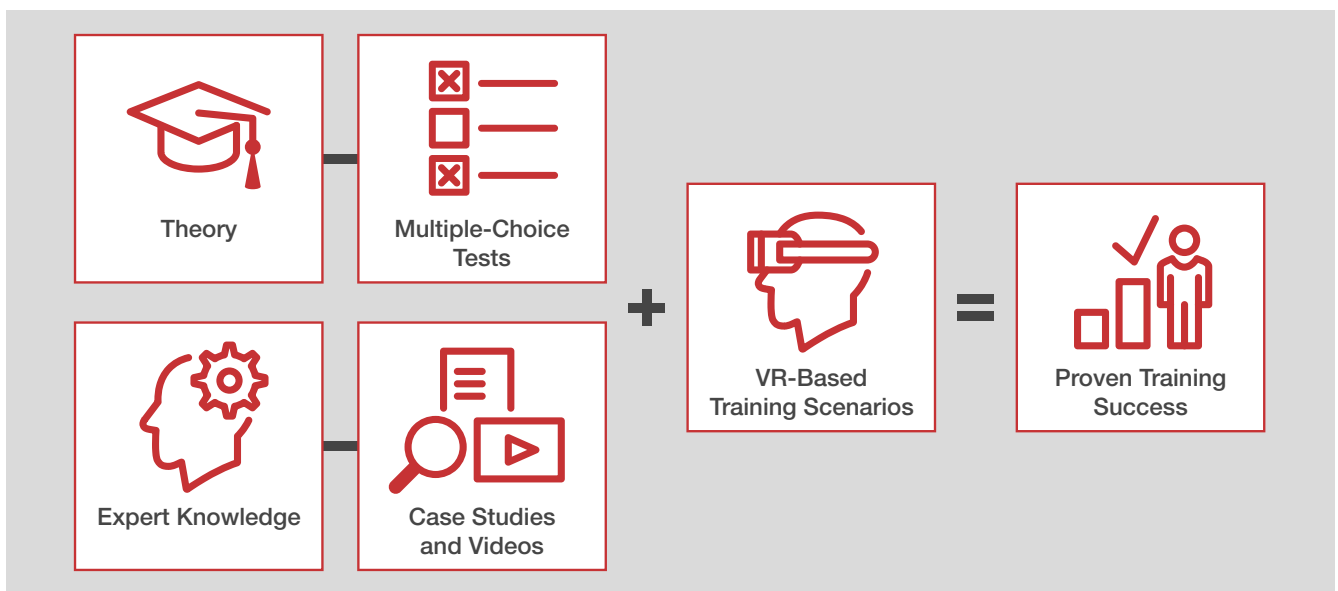 Theory
Multiple-Choice
Tests
Expert Knowledge
Case Studies
and Videos
+
VR-Based
Training Scenarios
=
Proven Training
Success